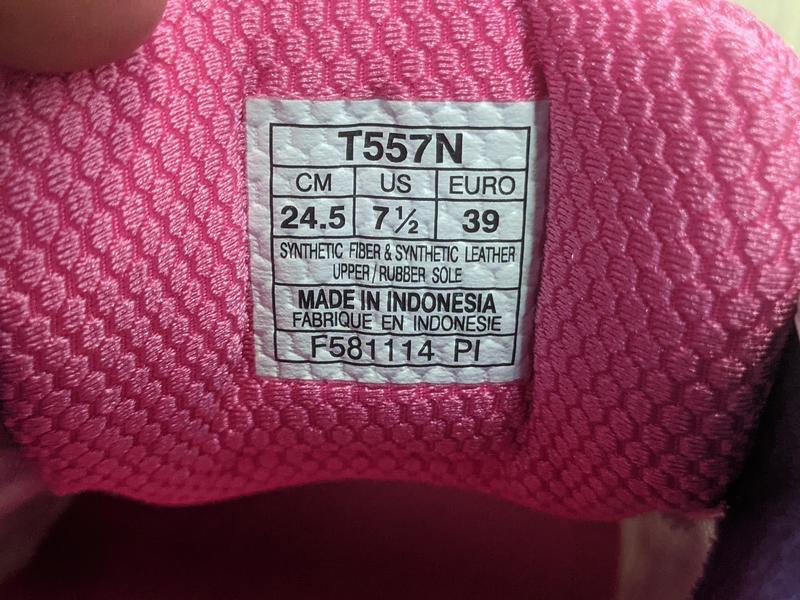 T557N
CM US EURO
24.5 7½ 39
SYNTHETIC FIBER & SYNTHETIC LEATHER
UPPER / RUBBER SOLE
MADE IN INDONESIA
FABRIQUE EN INDONESIE
F581114 PI